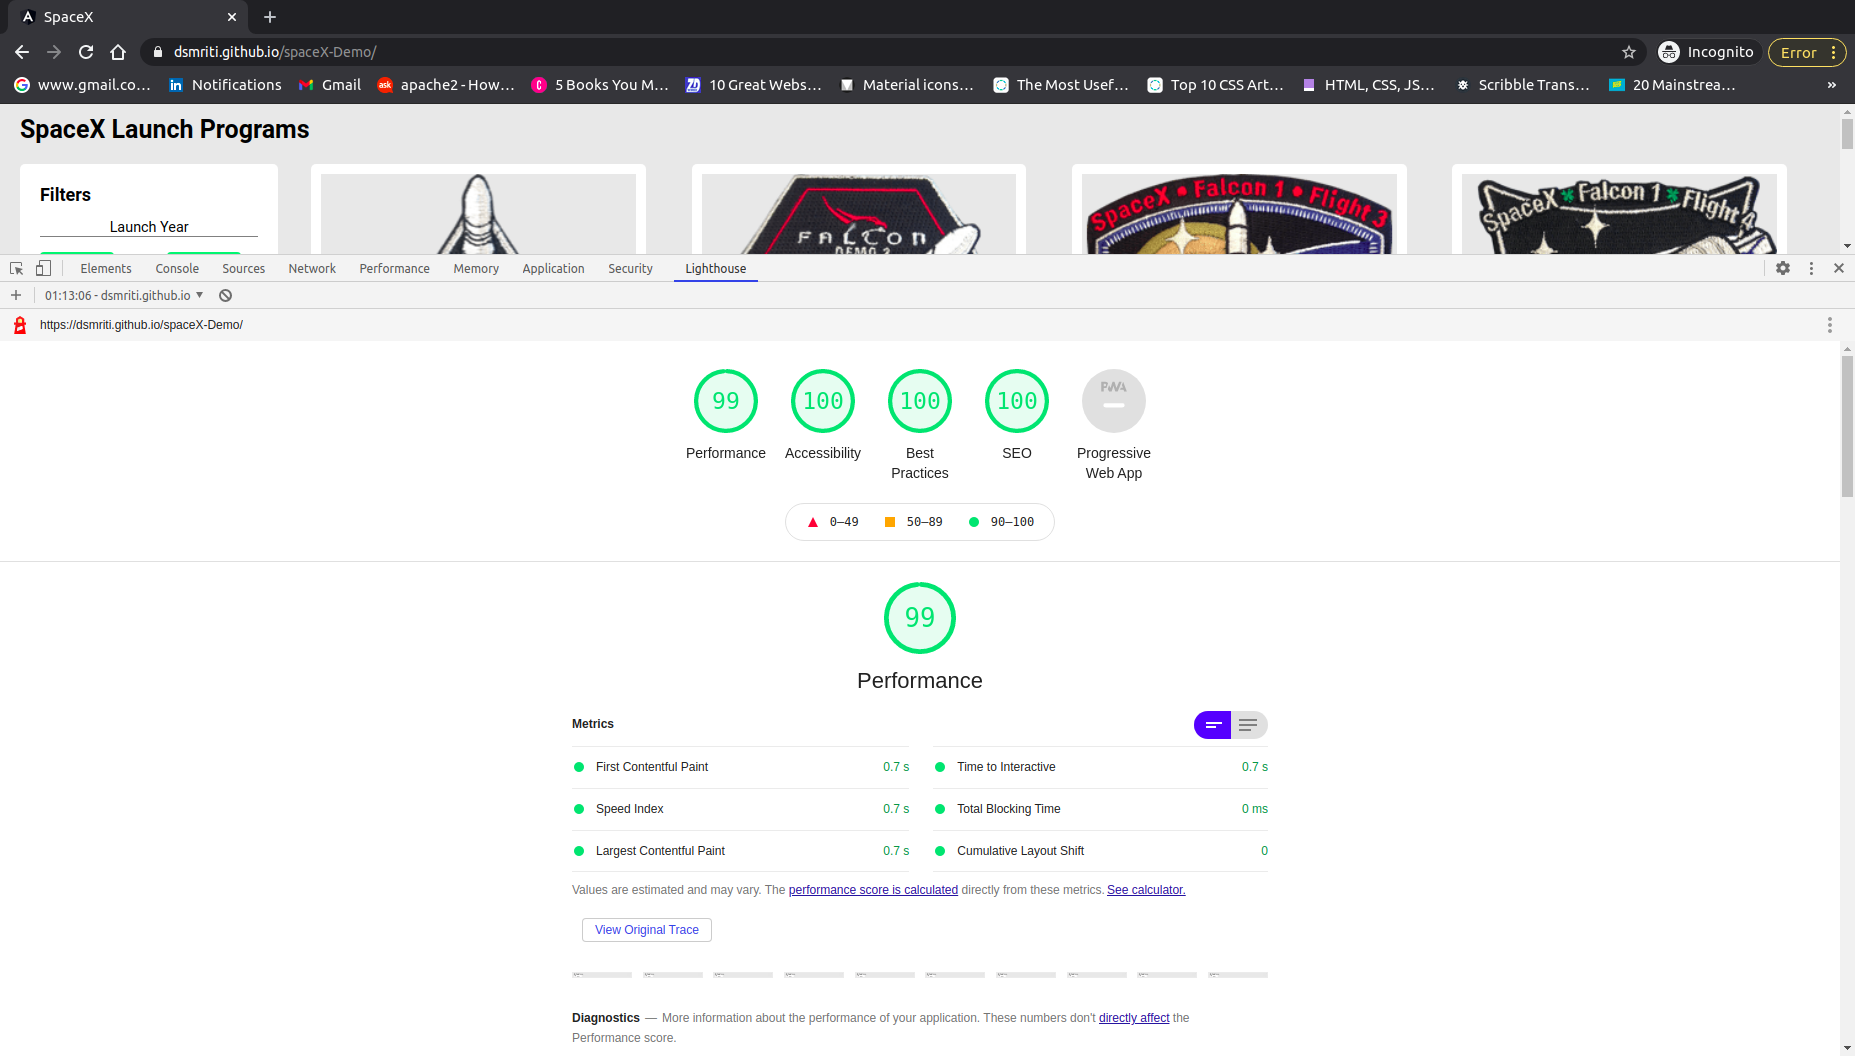 SpaceX
dsmriti.github.io/spaceX-Demo/
Incognito
Error
www.gmail.co…
Notifications
Gmail
apache2 - How…
5 Books You M…
10 Great Webs…
Material icons…
The Most Usef…
Top 10 CSS Art…
HTML, CSS, JS…
Scribble Trans…
20 Mainstrea…
»
SpaceX Launch Programs
Filters
Launch Year
FALCON
DEMO 2
SpaceX • Falcon 1 • Flight 3
SpaceX Falcon 1 Flight 4
Elements
Console
Sources
Network
Performance
Memory
Application
Security
Lighthouse
01:13:06 - dsmriti.github.io
https://dsmriti.github.io/spaceX-Demo/
99
100
100
100
PWA
Performance
Accessibility
Best
Practices
SEO
Progressive
Web App
0–49
50–89
90–100
99
Performance
Metrics
First Contentful Paint 0.7 s
Time to Interactive 0.7 s
Speed Index 0.7 s
Total Blocking Time 0 ms
Largest Contentful Paint 0.7 s
Cumulative Layout Shift 0
Values are estimated and may vary. The performance score is calculated directly from these metrics. See calculator.
View Original Trace
Diagnostics — More information about the performance of your application. These numbers don't directly affect the
Performance score.